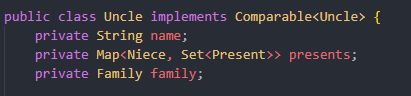 public class Uncle implements Comparable<Uncle> {
    private String name;
    private Map<Niece, Set<Present>> presents;
    private Family family;